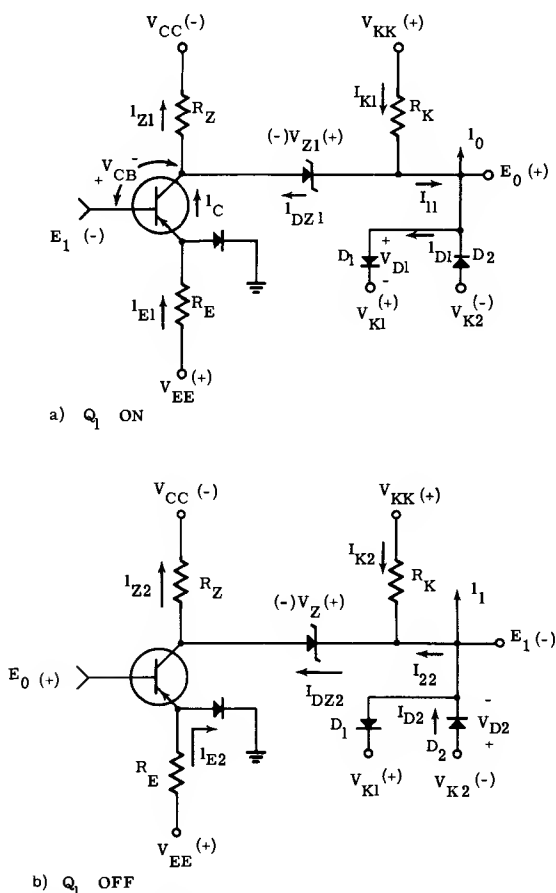 V_CC (-) V_KK (+)
I_Z1 R_Z I_K1 R_K
(-) V_Z1 (+) I_0
V_CB - E_0 (+)
+ I_C I_DZ1 I_11
E_1 (-) D_1 + V_D1 - I_D1 D_2
I_E1 R_E V_K1 (+) V_K2 (-)
V_EE (+)
a) Q_1 ON
V_CC (-) V_KK (+)
I_Z2 R_Z I_K2 R_K
(-) V_Z (+) I_1
E_1 (-)
E_0 (+) I_DZ2 I_22
D_1 I_D2 D_2 - V_D2 +
R_E I_E2 V_K1 (+) V_K2 (-)
V_EE (+)
b) Q_1 OFF